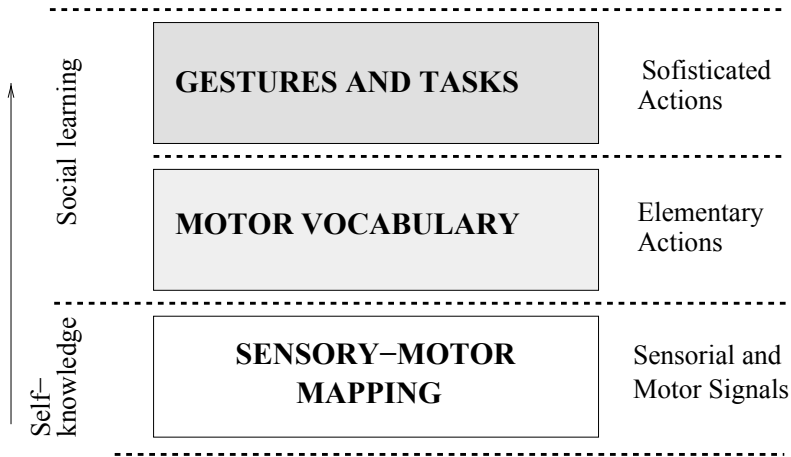 Social learning
GESTURES AND TASKS
Sofisticated
Actions
MOTOR VOCABULARY
Elementary
Actions
Self−
knowledge
SENSORY−MOTOR
MAPPING
Sensorial and
Motor Signals